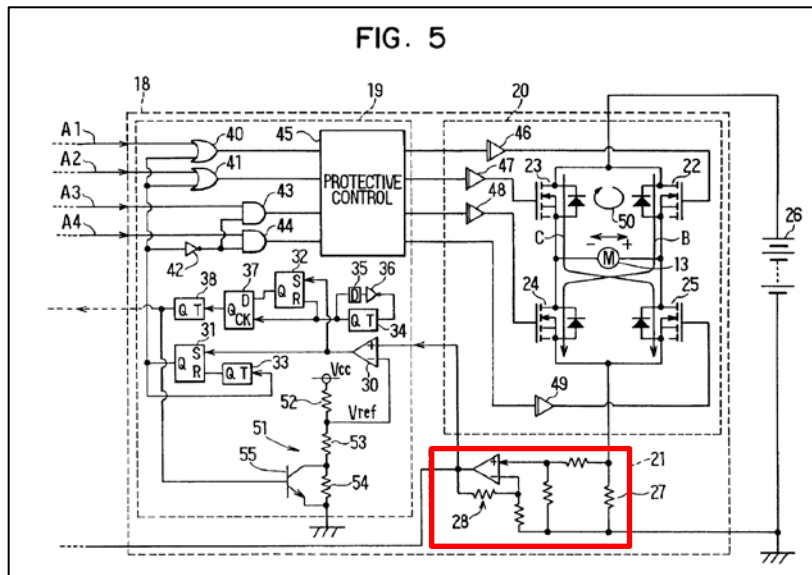 FIG. 5
18
19
20
A1
40
45
46
A2
41
47
23
22
A3
43
PROTECTIVE
CONTROL
48
50
26
A4
44
C
- +
B
42
M
13
38
37
32
35
36
24
25
Q T
Q D
CK
Q S
R
D
Q T
34
31
33
30
+
-
49
Q S
R
Q T
Vcc
52
Vref
51
53
55
54
+
-
28
21
27